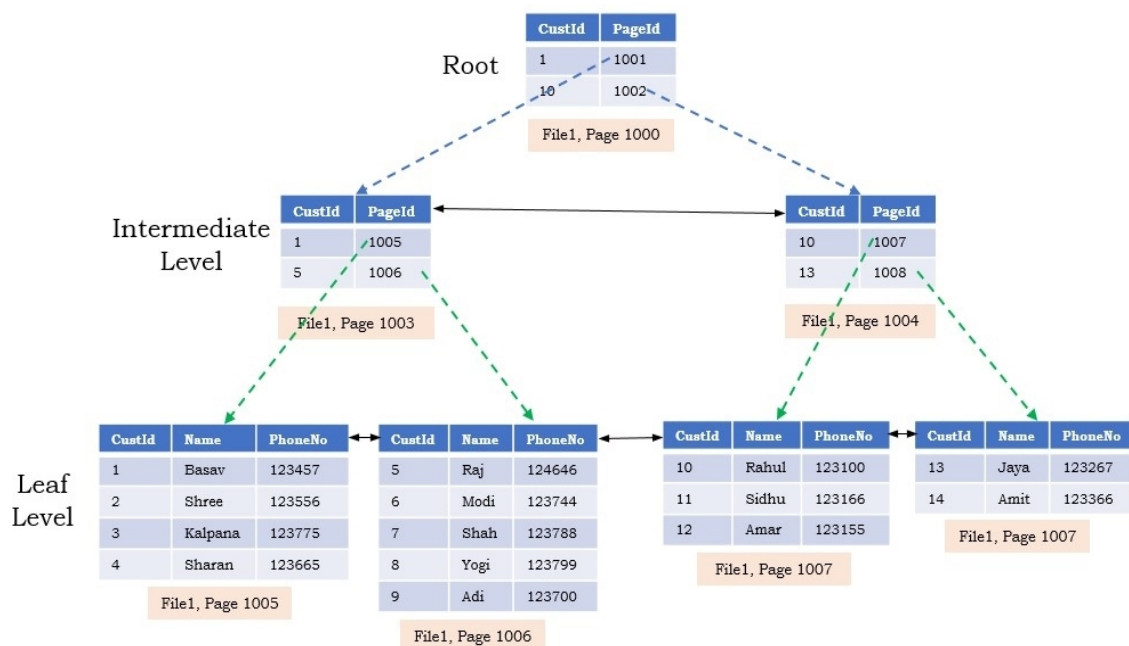 CustId PageId
Root
1 1001
10 1002
File1, Page 1000
Intermediate
Level
CustId PageId
1 1005
5 1006
File1, Page 1003
CustId PageId
10 1007
13 1008
File1, Page 1004
Leaf
Level
CustId Name PhoneNo
1 Basav 123457
2 Shree 123556
3 Kalpana 123775
4 Sharan 123665
File1, Page 1005
CustId Name PhoneNo
5 Raj 124646
6 Modi 123744
7 Shah 123788
8 Yogi 123799
9 Adi 123700
File1, Page 1006
CustId Name PhoneNo
10 Rahul 123100
11 Sidhu 123166
12 Amar 123155
File1, Page 1007
CustId Name PhoneNo
13 Jaya 123267
14 Amit 123366
File1, Page 1007